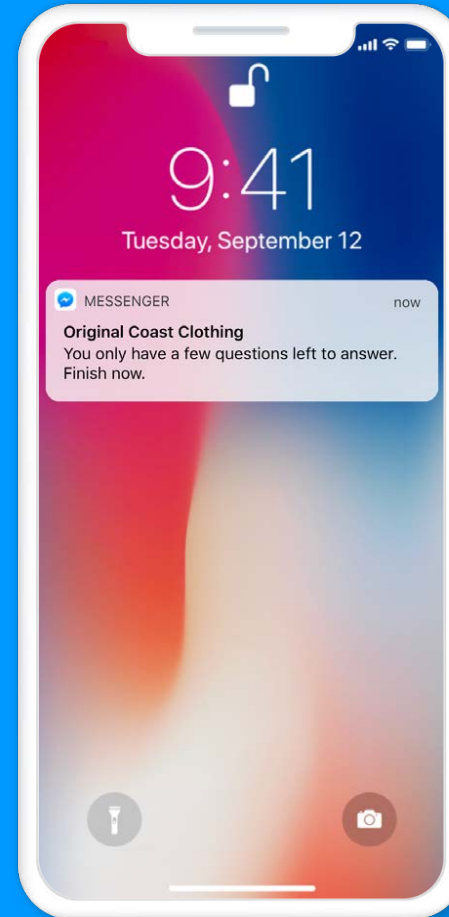 9:41
Tuesday, September 12
MESSENGER now
Original Coast Clothing
You only have a few questions left to answer.
Finish now.